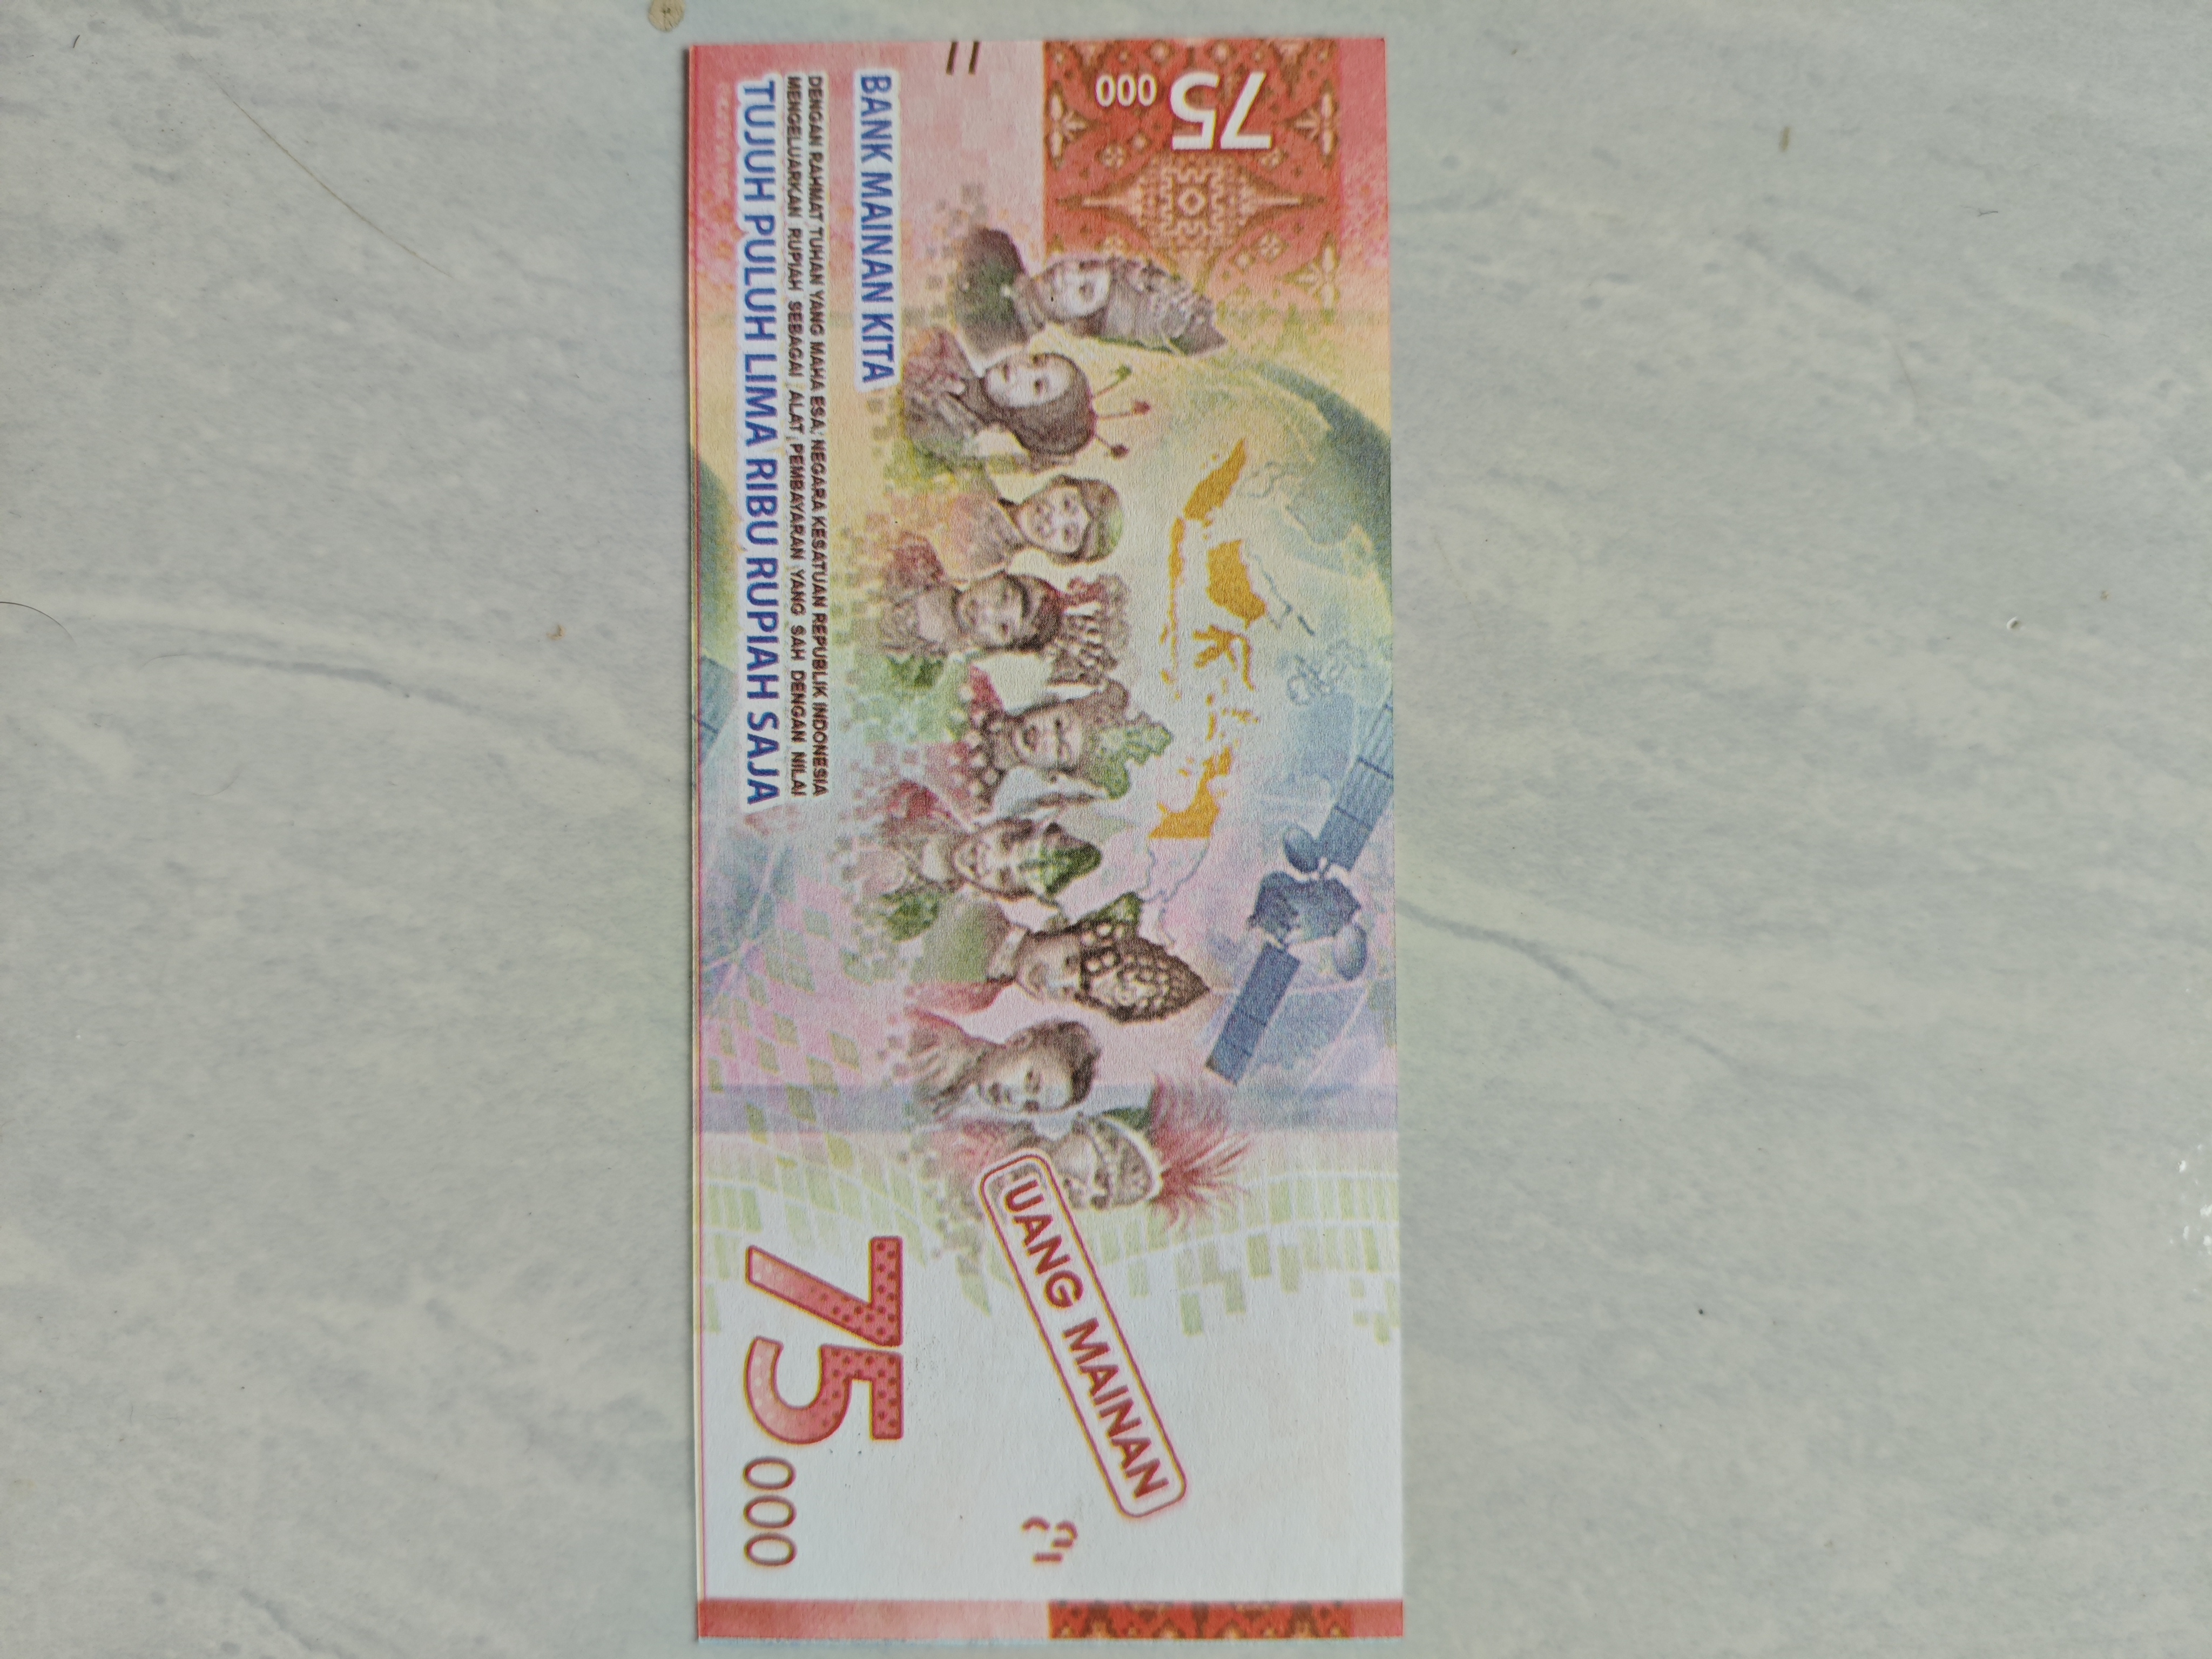 75
000
BANK MAINAN KITA
DENGAN RAHMAT TUHAN YANG MAHA ESA, NEGARA KESATUAN REPUBLIK INDONESIA
MENGELUARKAN RUPIAH SEBAGAI ALAT PEMBAYARAN YANG SAH DENGAN NILAI
TUJUH PULUH LIMA RIBU RUPIAH SAJA
UANG MAINAN
75 000